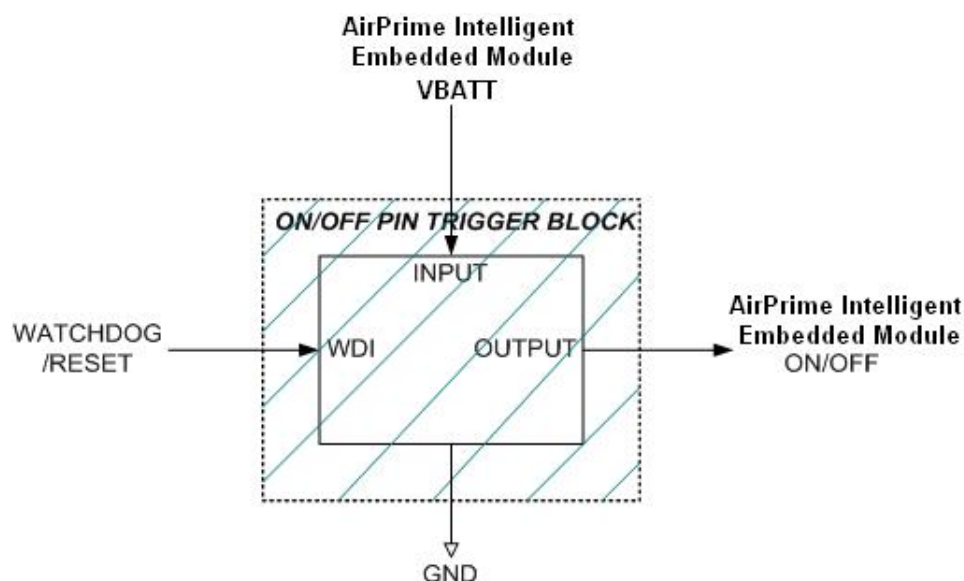 AirPrime Intelligent
Embedded Module
VBATT
ON/OFF PIN TRIGGER BLOCK
INPUT
WATCHDOG
/RESET
WDI
OUTPUT
AirPrime Intelligent
Embedded Module
ON/OFF
GND